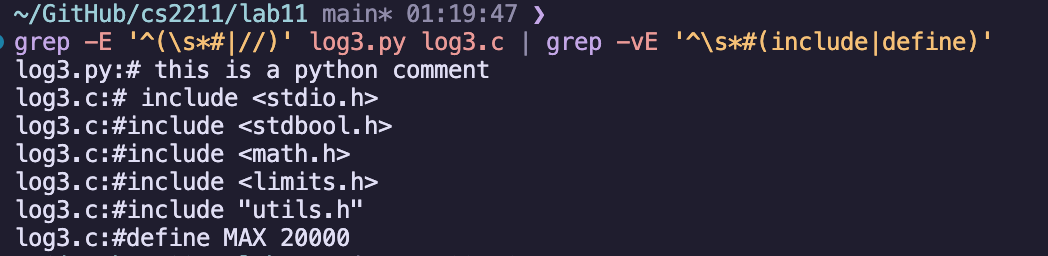 ~/GitHub/cs2211/lab11 main* 01:19:47 ❯
grep -E '^(\s*#|//)' log3.py log3.c | grep -vE '^\s*#(include|define)'
log3.py:# this is a python comment
log3.c:# include <stdio.h>
log3.c:#include <stdbool.h>
log3.c:#include <math.h>
log3.c:#include <limits.h>
log3.c:#include "utils.h"
log3.c:#define MAX 20000